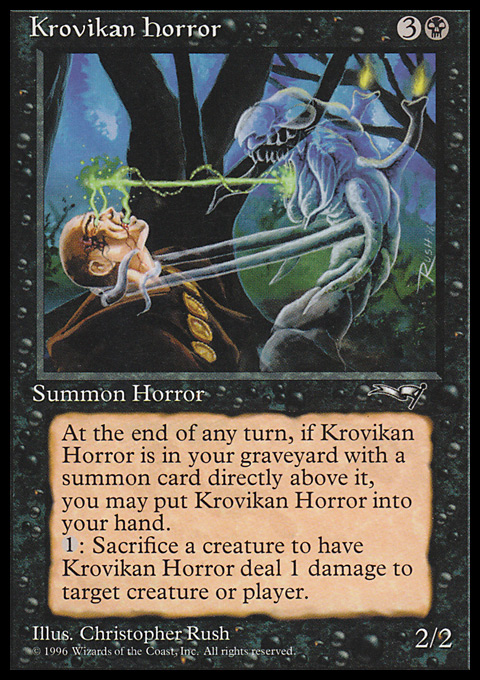 Krovikan Horror 3
RUSH
Summon Horror
At the end of any turn, if Krovikan
Horror is in your graveyard with a
summon card directly above it,
you may put Krovikan Horror into
your hand.
1: Sacrifice a creature to have
Krovikan Horror deal 1 damage to
target creature or player.
Illus. Christopher Rush
2/2
© 1996 Wizards of the Coast, Inc. All rights reserved.